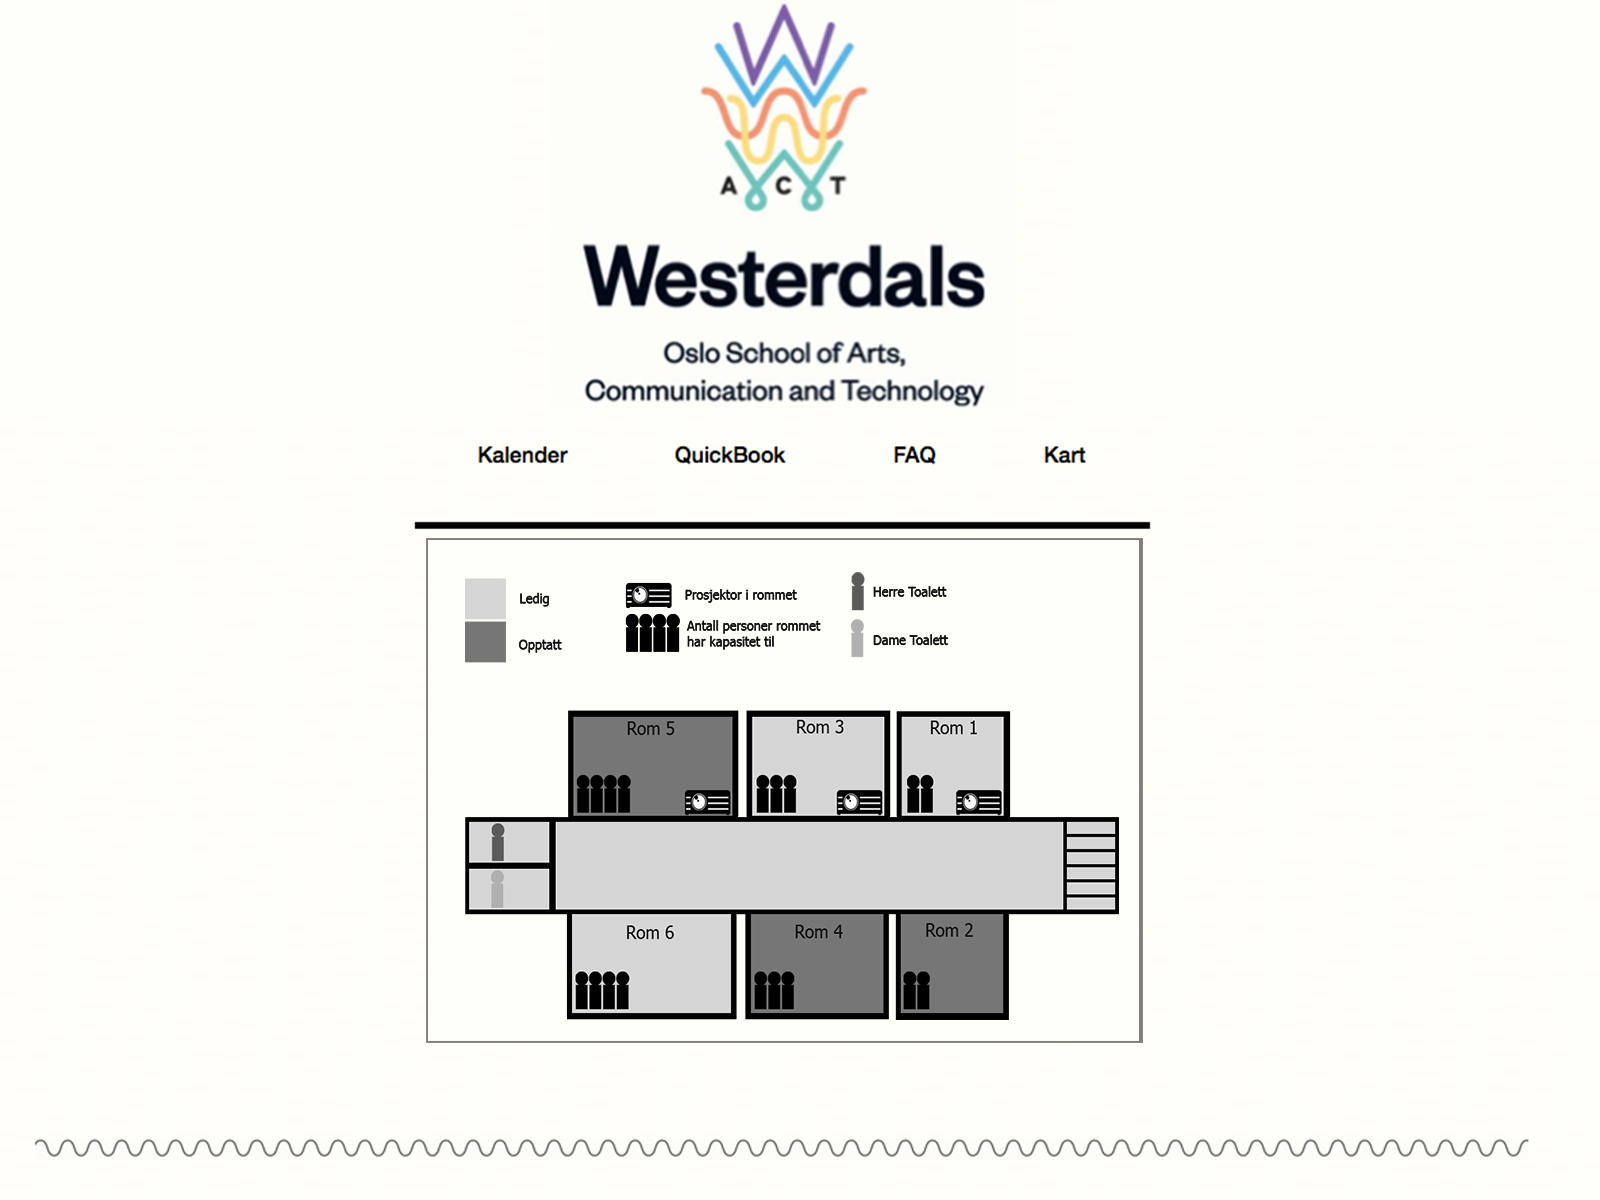 A C T
Westerdals
Oslo School of Arts,
Communication and Technology
Kalender QuickBook FAQ Kart
Ledig
Opptatt
Prosjektor i rommet
Antall personer rommet
har kapasitet til
Herre Toalett
Dame Toalett
Rom 5 Rom 3 Rom 1
Rom 6 Rom 4 Rom 2